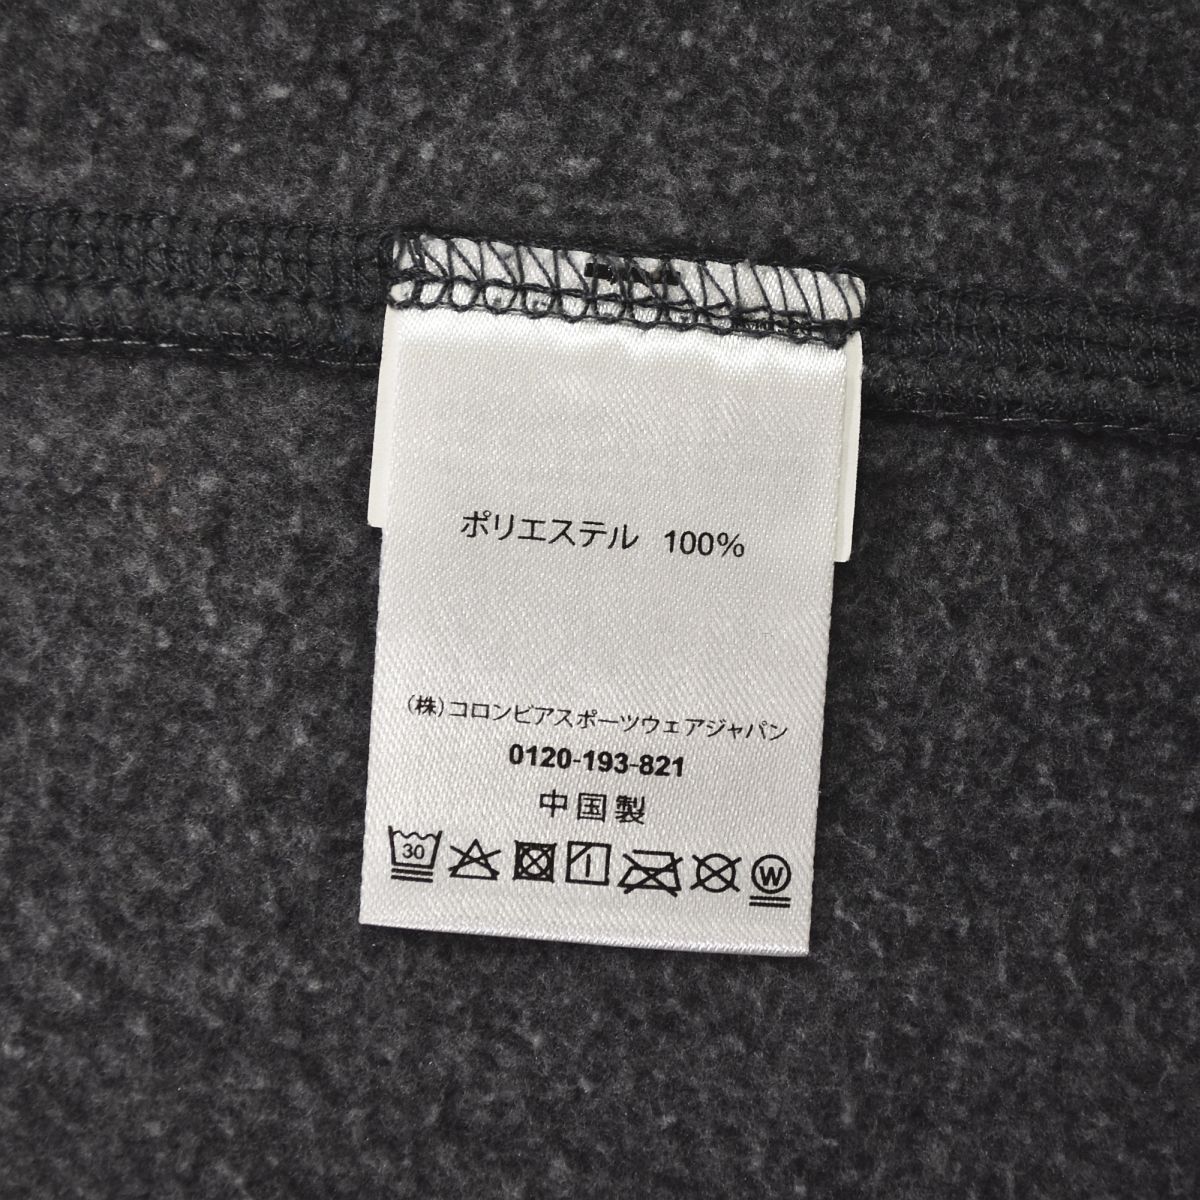 ポリエステル 100%
(株)コロンビアスポーツウェアジャパン
0120-193-821
中国製
30
W